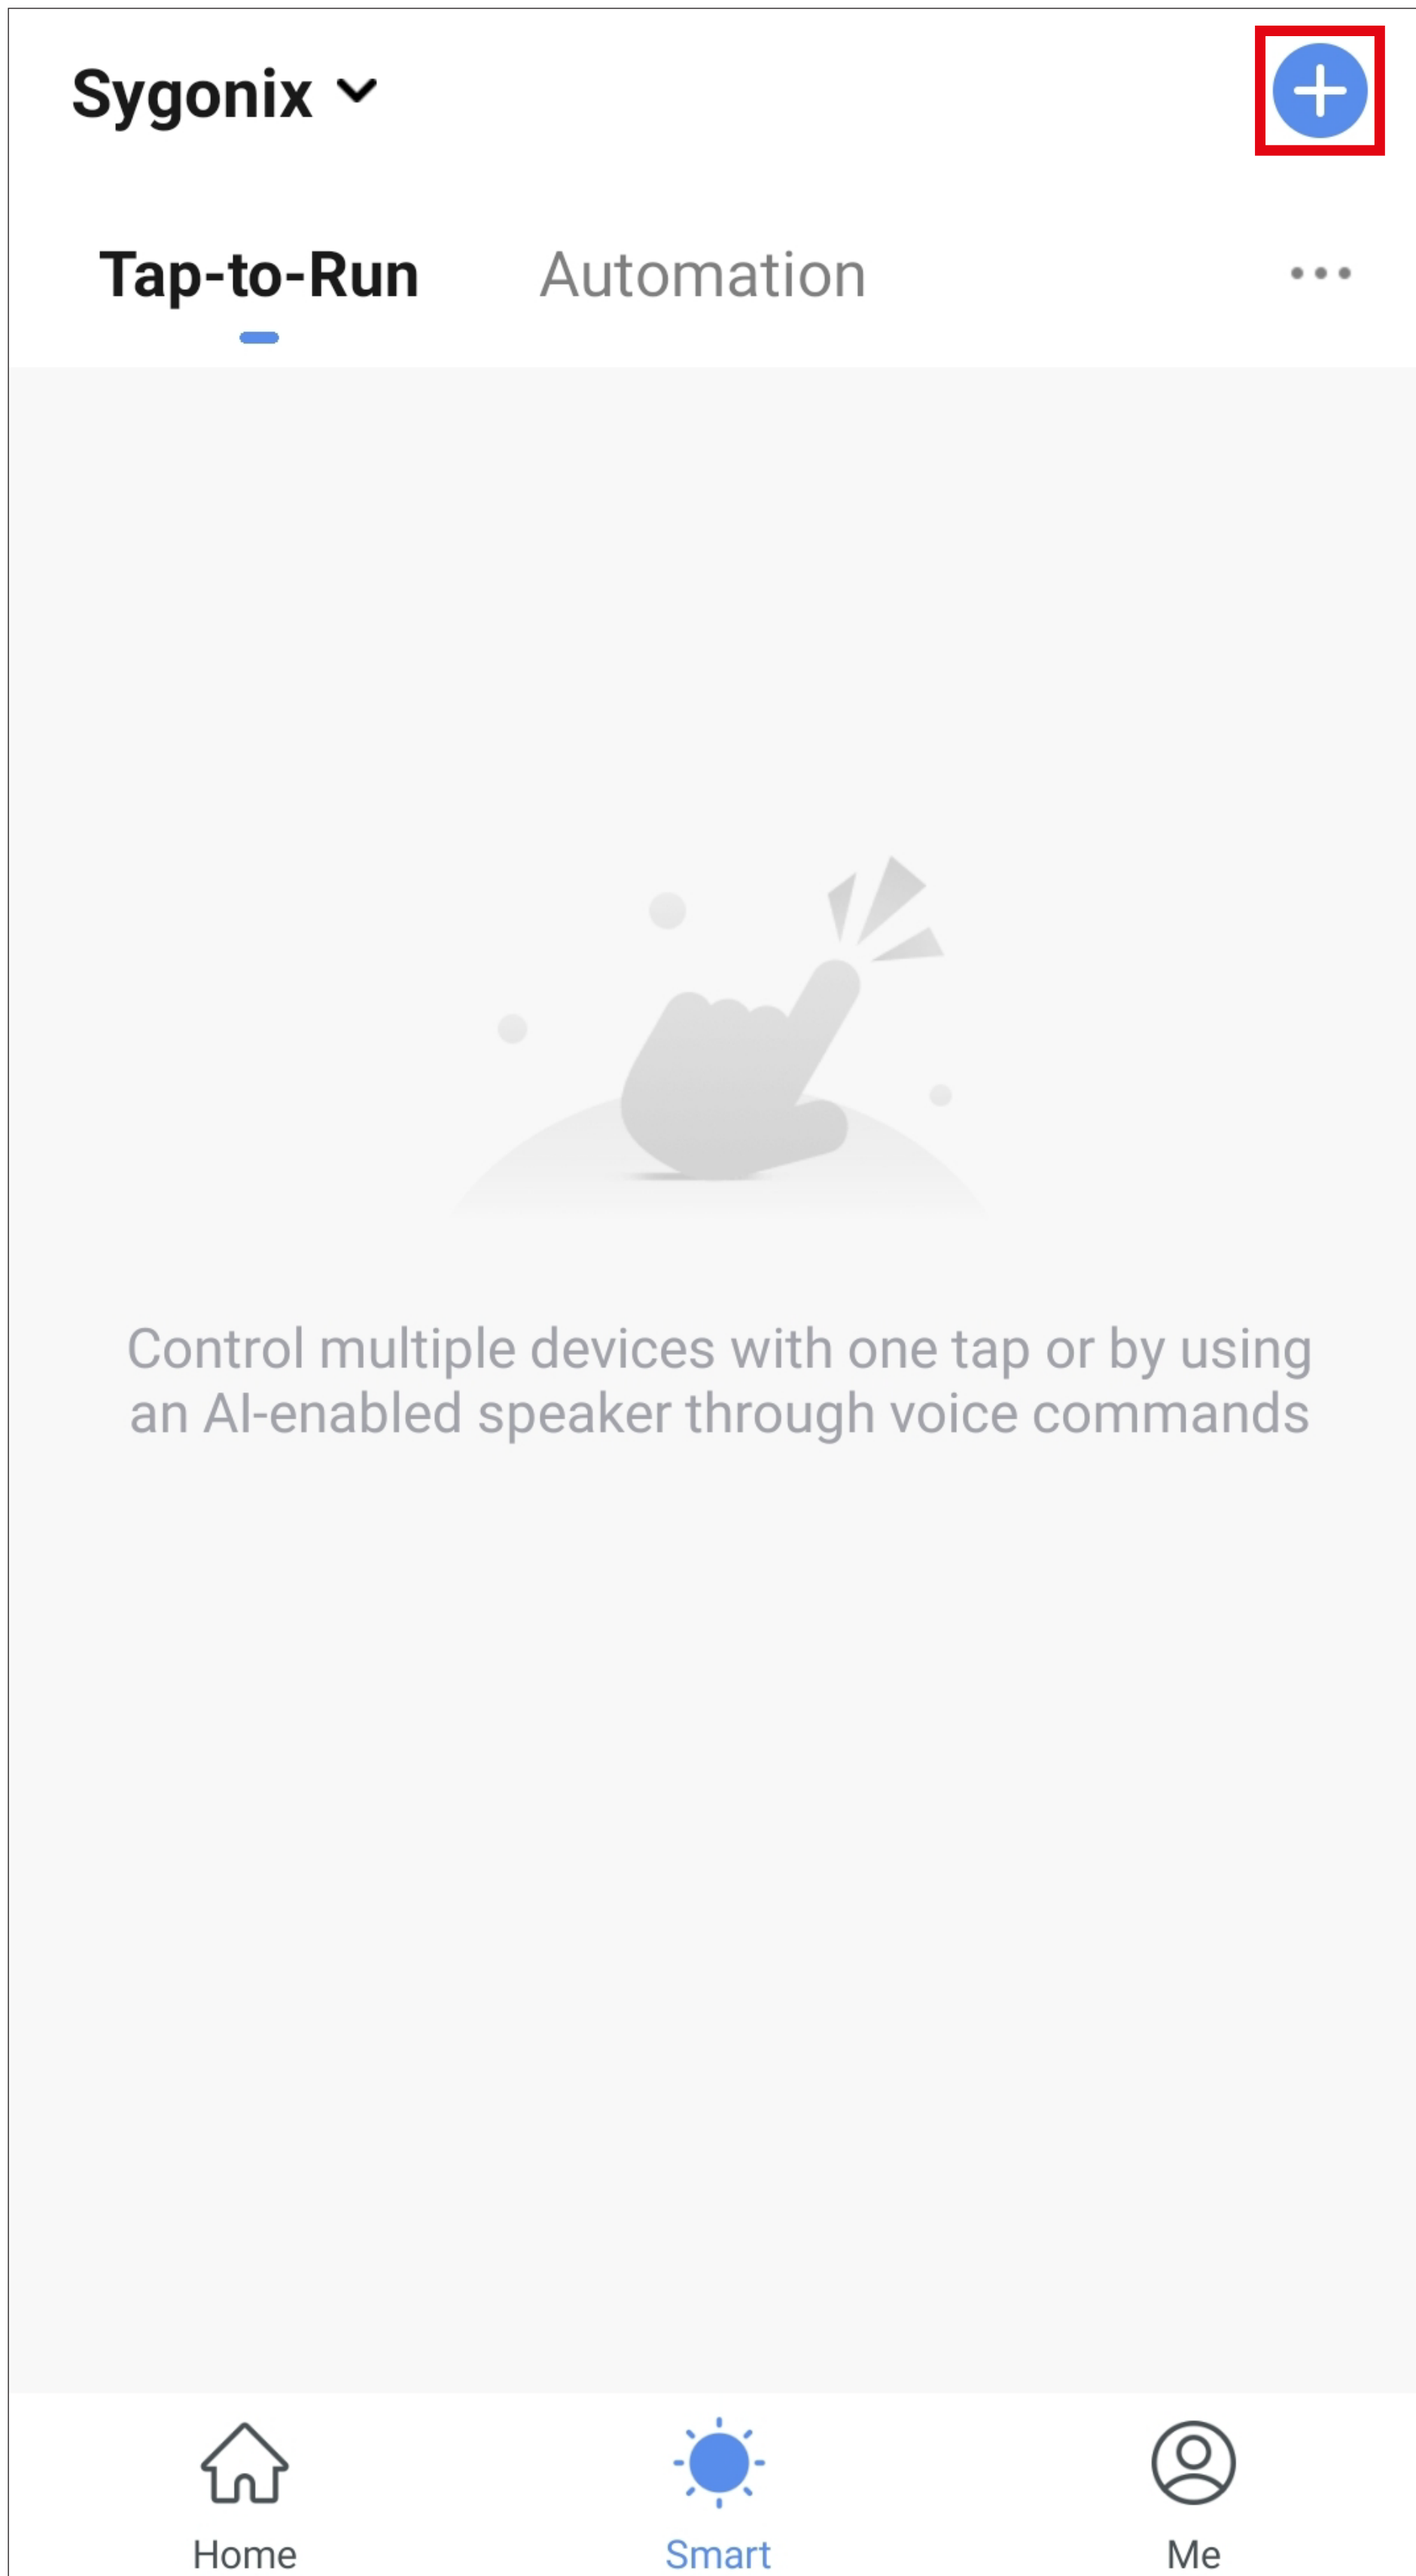 Sygonix
Tap-to-Run Automation
Control multiple devices with one tap or by using
an AI-enabled speaker through voice commands
Home Smart Me